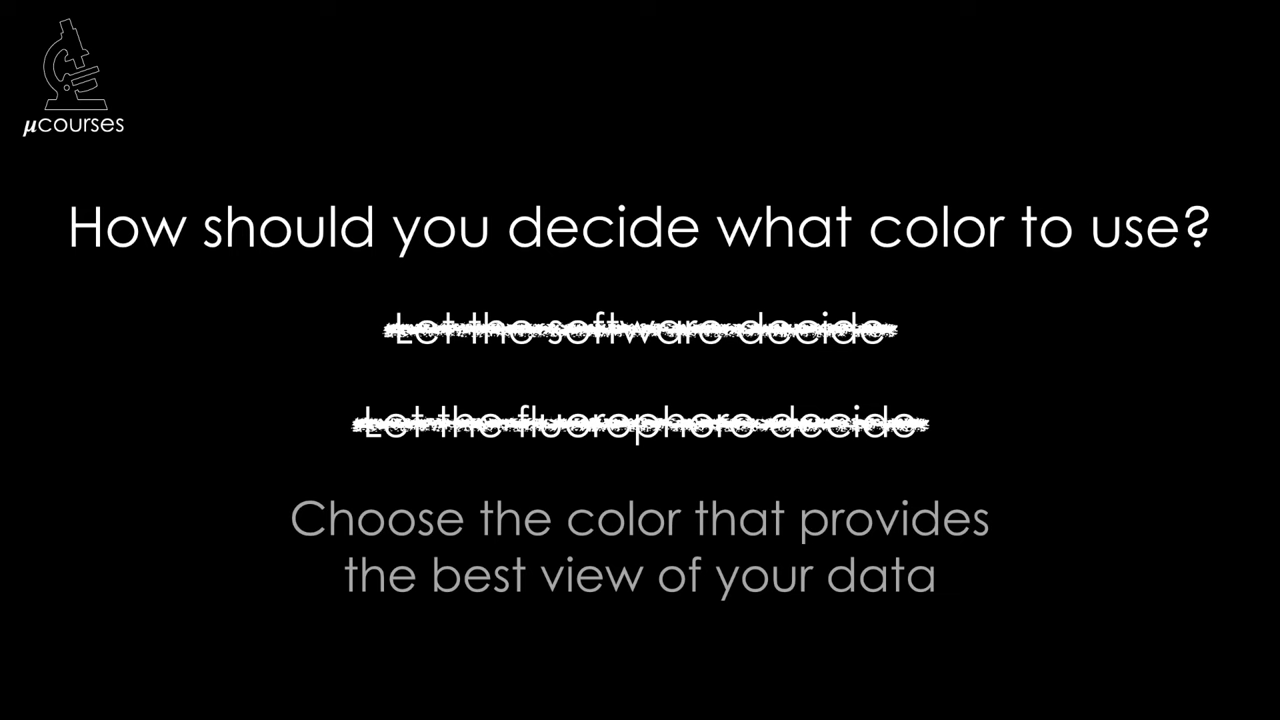 µcourses
How should you decide what color to use?
Let the software decide
Let the fluorophore decide
Choose the color that provides
the best view of your data